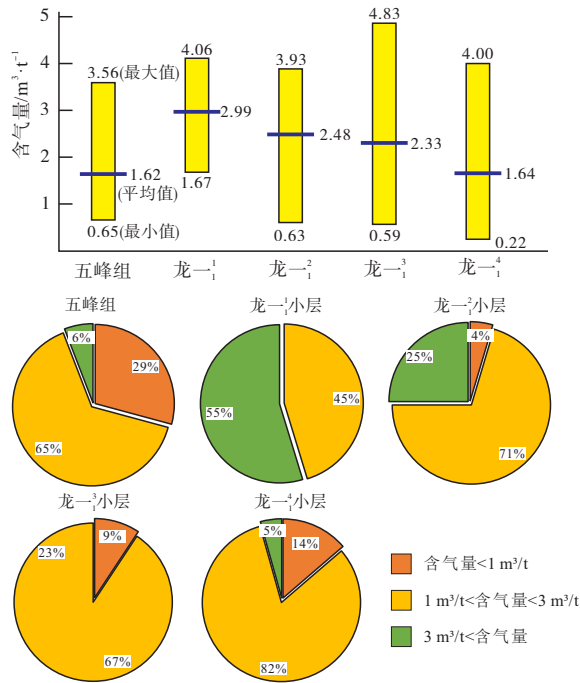 含气量/m³·t⁻¹
5
4
3
2
1
3.56(最大值)
1.62
(平均值)
0.65(最小值)
4.06
2.99
1.67
3.93
2.48
0.63
4.83
2.33
0.59
4.00
1.64
0.22
五峰组
龙一₁¹
龙一₁²
龙一₁³
龙一₁⁴
五峰组
6%
29%
65%
龙一₁¹小层
55%
45%
龙一₁²小层
4%
25%
71%
龙一₁³小层
23%
9%
67%
龙一₁⁴小层
5%
14%
82%
含气量<1 m³/t
1 m³/t<含气量<3 m³/t
3 m³/t<含气量